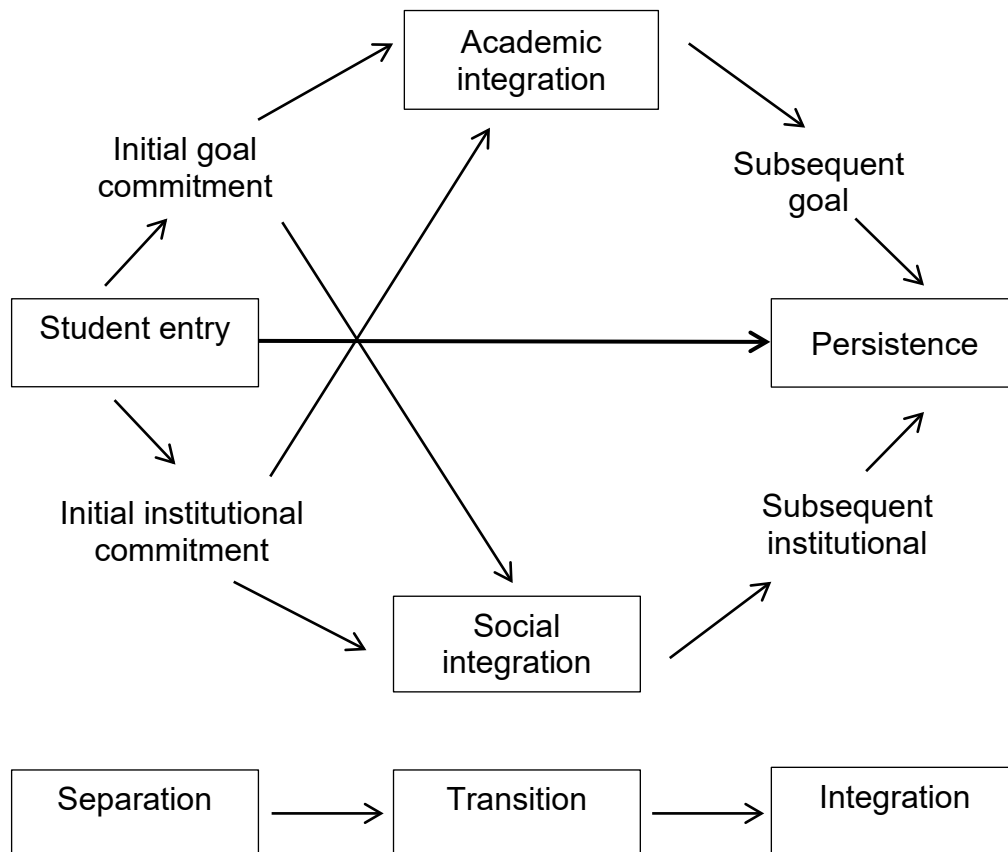 Academic
integration
Initial goal
commitment
Subsequent
goal
Student entry
Persistence
Initial institutional
commitment
Subsequent
institutional
Social
integration
Separation
Transition
Integration